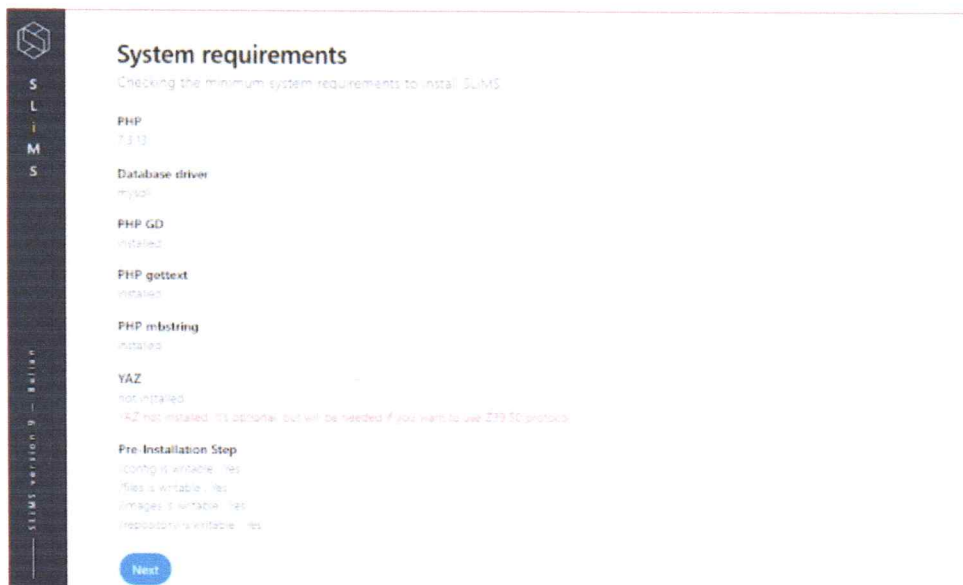 S
L
i
M
S
SLiMS version 9 — Bulian
System requirements
Checking the minimum system requirements to install SLiMS
PHP
7.3.12
Database driver
mysqli
PHP GD
installed
PHP gettext
installed
PHP mbstring
installed
YAZ
not installed
YAZ not installed. It's optional, but will be needed if you want to use Z39.50 protocol
Pre-Installation Step
/config is writable : Yes
/files is writable : Yes
/images is writable : Yes
/repository is writable : Yes
Next